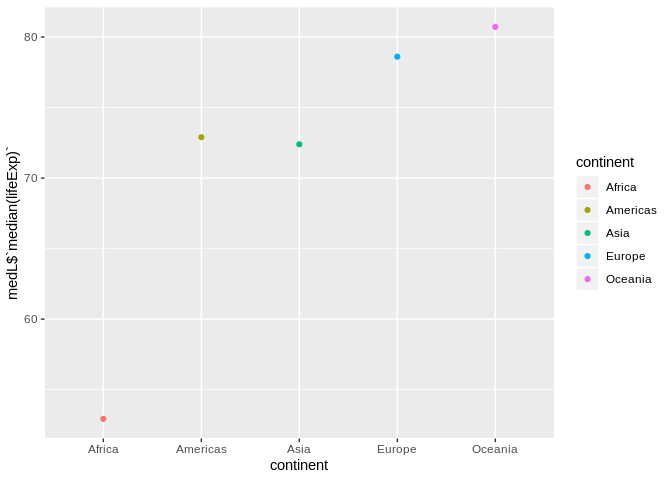 medL$`median(lifeExp)`
80
70
60
Africa
Americas
Asia
Europe
Oceania
continent
continent
Africa
Americas
Asia
Europe
Oceania